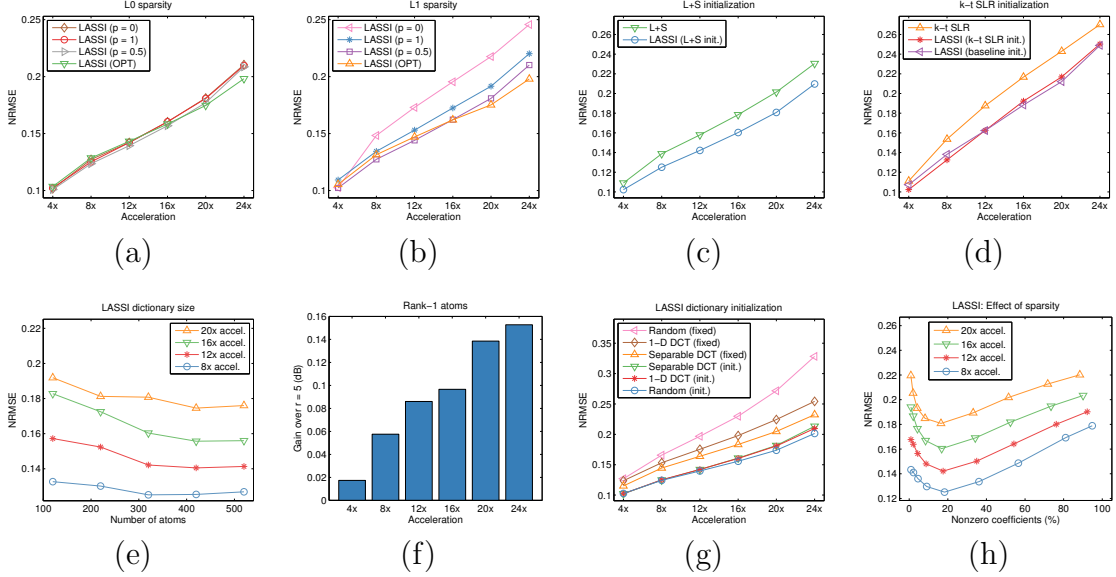 L0 sparsity
LASSI (p = 0)
LASSI (p = 1)
LASSI (p = 0.5)
LASSI (OPT)
NRMSE
0.25
0.2
0.15
0.1
4x 8x 12x 16x 20x 24x
Acceleration
(a)
L1 sparsity
LASSI (p = 0)
LASSI (p = 1)
LASSI (p = 0.5)
LASSI (OPT)
NRMSE
0.25
0.2
0.15
0.1
4x 8x 12x 16x 20x 24x
Acceleration
(b)
L+S initialization
L+S
LASSI (L+S init.)
NRMSE
0.26
0.24
0.22
0.2
0.18
0.16
0.14
0.12
0.1
4x 8x 12x 16x 20x 24x
Acceleration
(c)
k−t SLR initialization
k−t SLR
LASSI (k−t SLR init.)
LASSI (baseline init.)
NRMSE
0.26
0.24
0.22
0.2
0.18
0.16
0.14
0.12
0.1
4x 8x 12x 16x 20x 24x
Acceleration
(d)
LASSI dictionary size
20x accel.
16x accel.
12x accel.
8x accel.
NRMSE
0.22
0.2
0.18
0.16
0.14
100 200 300 400 500
Number of atoms
(e)
Rank−1 atoms
Gain over r = 5 (dB)
0.16
0.14
0.12
0.10
0.08
0.06
0.04
0.02
0
4x 8x 12x 16x 20x 24x
Acceleration
(f)
LASSI dictionary initialization
Random (fixed)
1−D DCT (fixed)
Separable DCT (fixed)
Separable DCT (init.)
1−D DCT (init.)
Random (init.)
NRMSE
0.4
0.35
0.3
0.25
0.2
0.15
0.1
4x 8x 12x 16x 20x 24x
Acceleration
(g)
LASSI: Effect of sparsity
20x accel.
16x accel.
12x accel.
8x accel.
NRMSE
0.26
0.24
0.22
0.20
0.18
0.16
0.14
0.12
0 20 40 60 80 100
Nonzero coefficients (%)
(h)